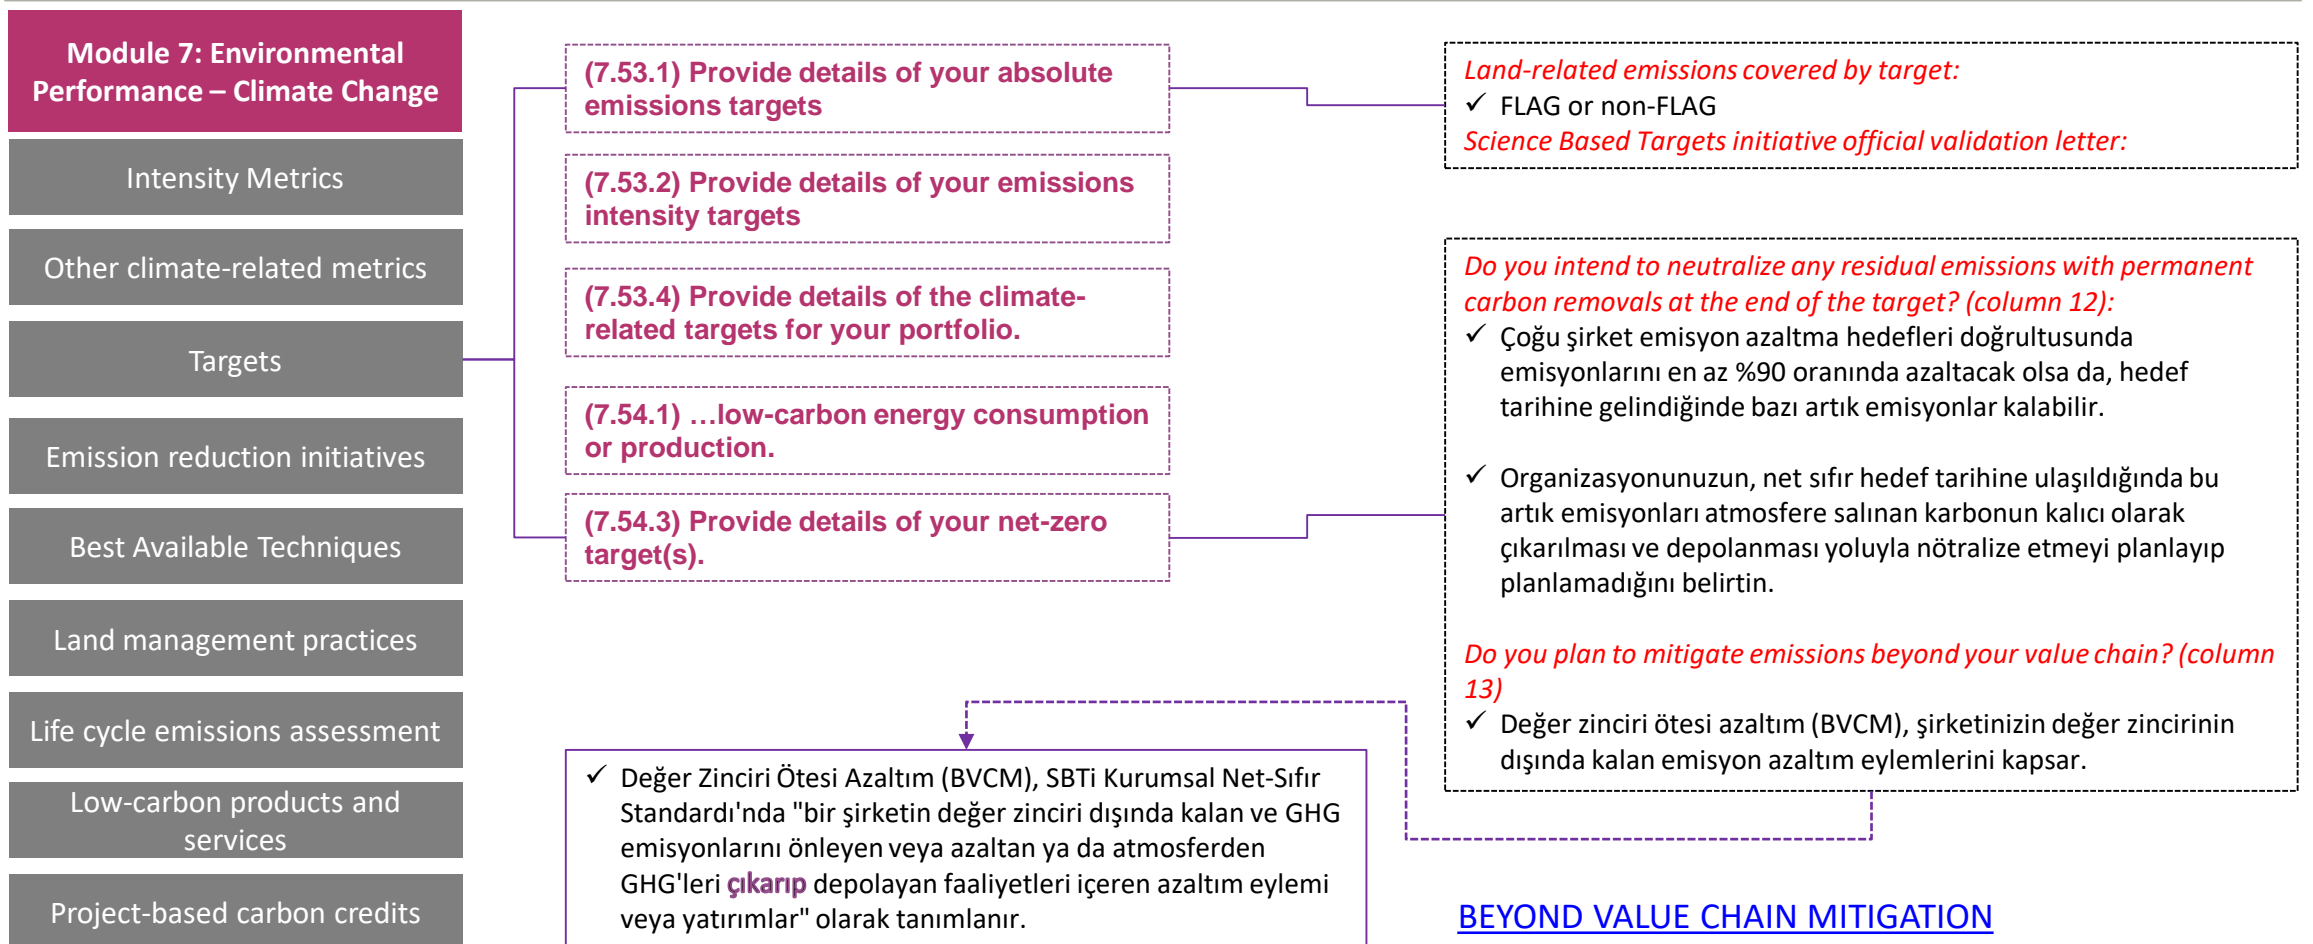 Module 7: Environmental
Performance – Climate Change
Intensity Metrics
Other climate-related metrics
Targets
Emission reduction initiatives
Best Available Techniques
Land management practices
Life cycle emissions assessment
Low-carbon products and
services
Project-based carbon credits
(7.53.1) Provide details of your absolute
emissions targets
(7.53.2) Provide details of your emissions
intensity targets
(7.53.4) Provide details of the climate-
related targets for your portfolio.
(7.54.1) …low-carbon energy consumption
or production.
(7.54.3) Provide details of your net-zero
target(s).
Land-related emissions covered by target:
✓ FLAG or non-FLAG
Science Based Targets initiative official validation letter:
Do you intend to neutralize any residual emissions with permanent
carbon removals at the end of the target? (column 12):
✓ Çoğu şirket emisyon azaltma hedefleri doğrultusunda
emisyonlarını en az %90 oranında azaltacak olsa da, hedef
tarihine gelindiğinde bazı artık emisyonlar kalabilir.
✓ Organizasyonunuzun, net sıfır hedef tarihine ulaşıldığında bu
artık emisyonları atmosfere salınan karbonun kalıcı olarak
çıkarılması ve depolanması yoluyla nötralize etmeyi planlayıp
planlamadığını belirtin.
Do you plan to mitigate emissions beyond your value chain? (column
13)
✓ Değer zinciri ötesi azaltım (BVCM), şirketinizin değer zincirinin
dışında kalan emisyon azaltım eylemlerini kapsar.
✓ Değer Zinciri Ötesi Azaltım (BVCM), SBTi Kurumsal Net-Sıfır
Standardı'nda "bir şirketin değer zinciri dışında kalan ve GHG
emisyonlarını önleyen veya azaltan ya da atmosferden
GHG'leri çıkarıp depolayan faaliyetleri içeren azaltım eylemi
veya yatırımlar" olarak tanımlanır.
BEYOND VALUE CHAIN MITIGATION